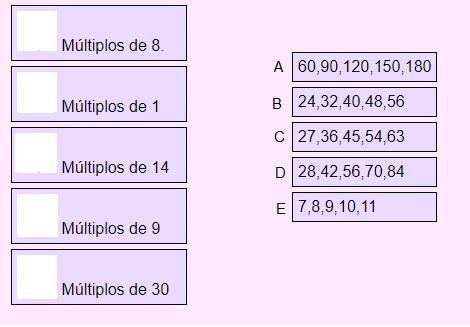 Múltiplos de 8.
Múltiplos de 1
Múltiplos de 14
Múltiplos de 9
Múltiplos de 30
A 60,90,120,150,180
B 24,32,40,48,56
C 27,36,45,54,63
D 28,42,56,70,84
E 7,8,9,10,11